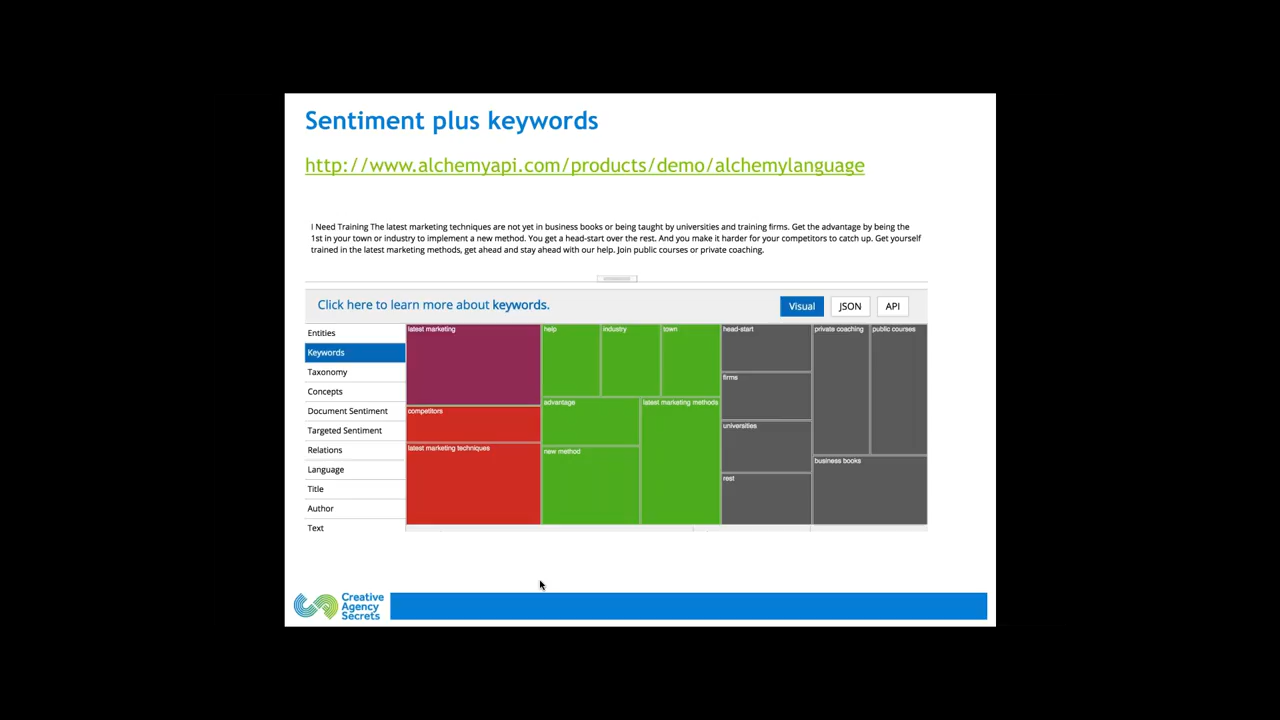 Sentiment plus keywords
http://www.alchemyapi.com/products/demo/alchemylanguage
I Need Training The latest marketing techniques are not yet in business books or being taught by universities and training firms. Get the advantage by being the
1st in your town or industry to implement a new method. You get a head-start over the rest. And you make it harder for your competitors to catch up. Get yourself
trained in the latest marketing methods, get ahead and stay ahead with our help. Join public courses or private coaching.
Click here to learn more about keywords.
Visual
JSON
API
Entities
Keywords
Taxonomy
Concepts
Document Sentiment
Targeted Sentiment
Relations
Language
Title
Author
Text
latest marketing
competitors
latest marketing techniques
help
industry
town
advantage
new method
latest marketing methods
head-start
firms
universities
rest
private coaching
public courses
business books
Creative
Agency
Secrets